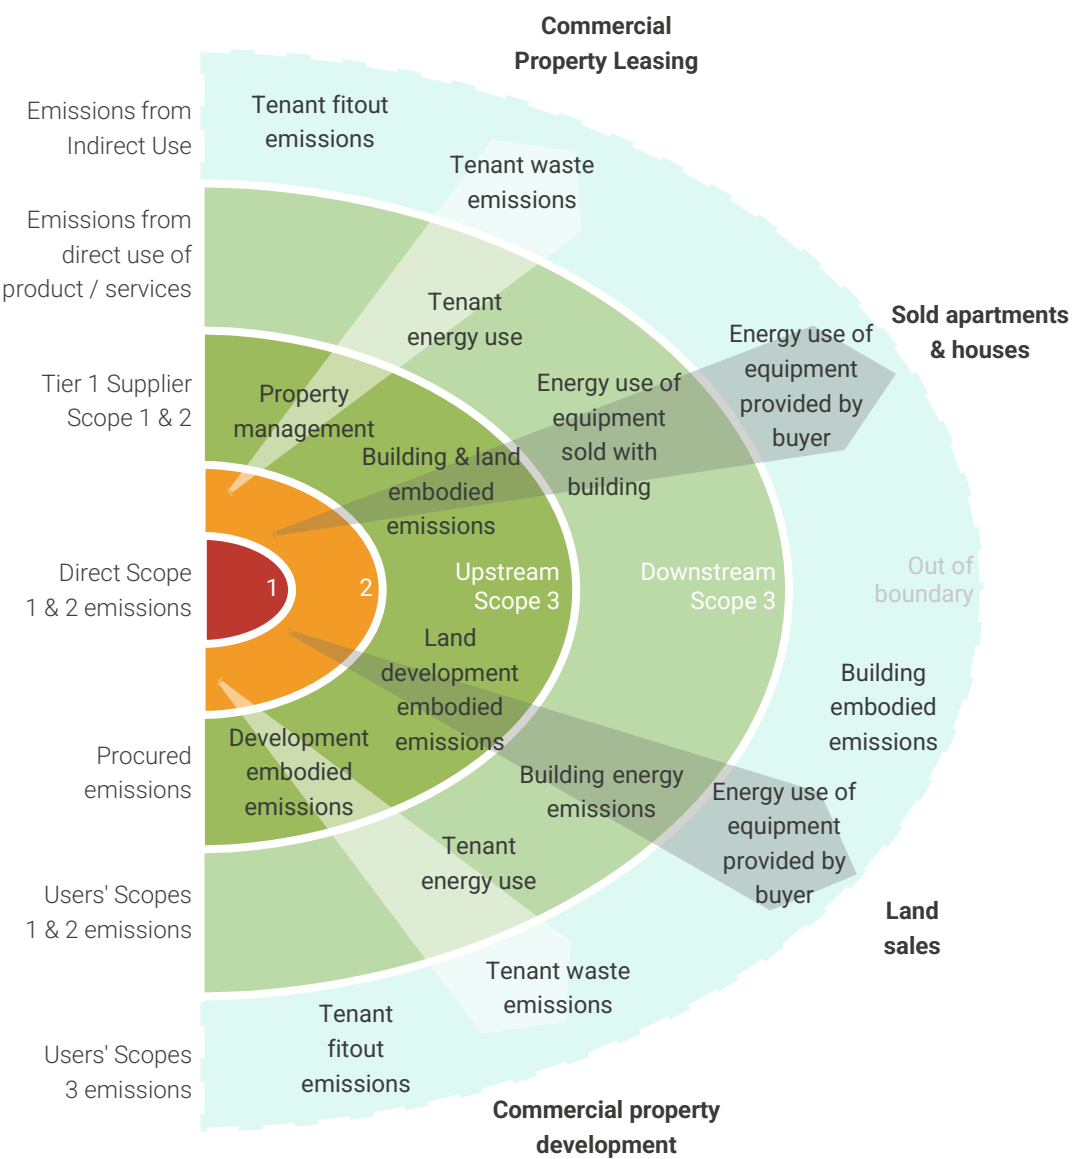 Commercial
Property Leasing
Emissions from
Indirect Use
Tenant fitout
emissions
Tenant waste
emissions
Emissions from
direct use of
product / services
Tenant
energy use
Sold apartments
& houses
Energy use of
equipment
provided by
buyer
Energy use of
equipment
sold with
building
Tier 1 Supplier
Scope 1 & 2
Property
management
Building & land
embodied
emissions
Direct Scope
1 & 2 emissions
1
2
Upstream
Scope 3
Downstream
Scope 3
Out of
boundary
Land
development
embodied
emissions
Building
embodied
emissions
Procured
emissions
Development
embodied
emissions
Building energy
emissions
Energy use of
equipment
provided by
buyer
Users' Scopes
1 & 2 emissions
Tenant
energy use
Land
sales
Tenant waste
emissions
Users' Scopes
3 emissions
Tenant
fitout
emissions
Commercial property
development